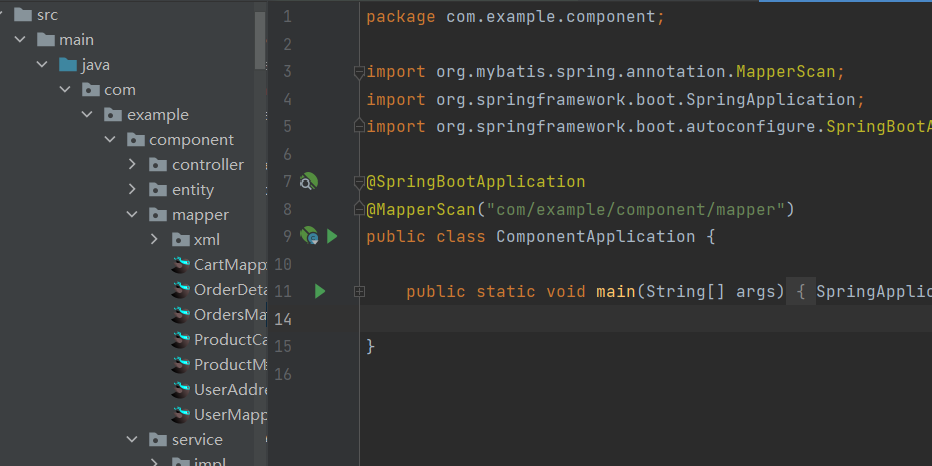 src
main
java
com
example
component
controller
entity
mapper
xml
CartMapp
OrderDeta
OrdersMa
ProductCa
ProductM
UserAddre
UserMapp
service
impl
1 package com.example.component;
2
3 import org.mybatis.spring.annotation.MapperScan;
4 import org.springframework.boot.SpringApplication;
5 import org.springframework.boot.autoconfigure.SpringBootA
6
7 @SpringBootApplication
8 @MapperScan("com/example/component/mapper")
9 public class ComponentApplication {
10
11 public static void main(String[] args) { SpringApplic
14
15 }
16